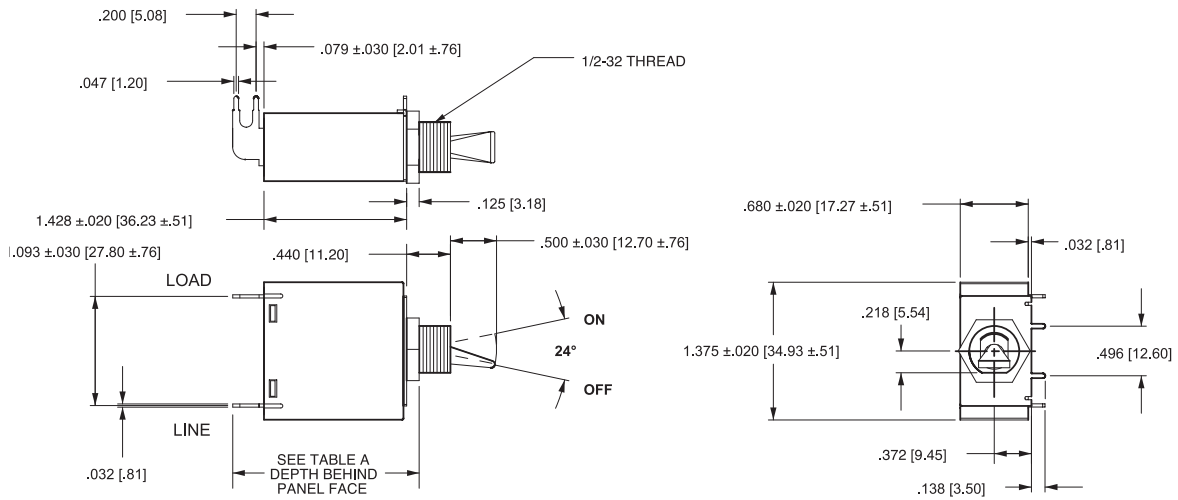 .200 [5.08]
.079 ±.030 [2.01 ±.76]
.047 [1.20]
1/2-32 THREAD
.125 [3.18]
1.428 ±.020 [36.23 ±.51]
.680 ±.020 [17.27 ±.51]
.093 ±.030 [27.80 ±.76]
.440 [11.20]
.500 ±.030 [12.70 ±.76]
.032 [.81]
LOAD
ON
24°
OFF
.218 [5.54]
1.375 ±.020 [34.93 ±.51]
.496 [12.60]
LINE
.032 [.81]
SEE TABLE A
DEPTH BEHIND
PANEL FACE
.372 [9.45]
.138 [3.50]